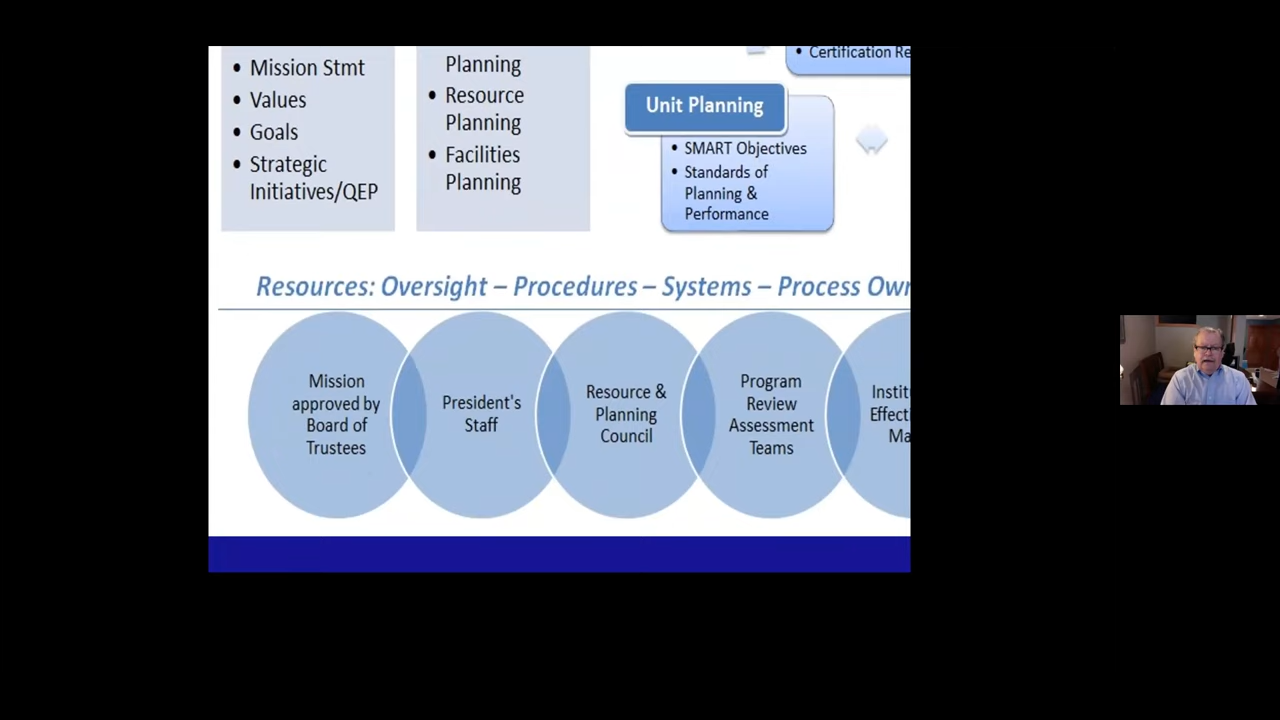 • Mission Stmt
• Values
• Goals
• Strategic
Initiatives/QEP
Planning
• Resource
Planning
• Facilities
Planning
• Certification Re
Unit Planning
• SMART Objectives
• Standards of
Planning &
Performance
Resources: Oversight – Procedures – Systems – Process Own
Mission
approved by
Board of
Trustees
President's
Staff
Resource &
Planning
Council
Program
Review
Assessment
Teams
Instit
Effecti
Ma